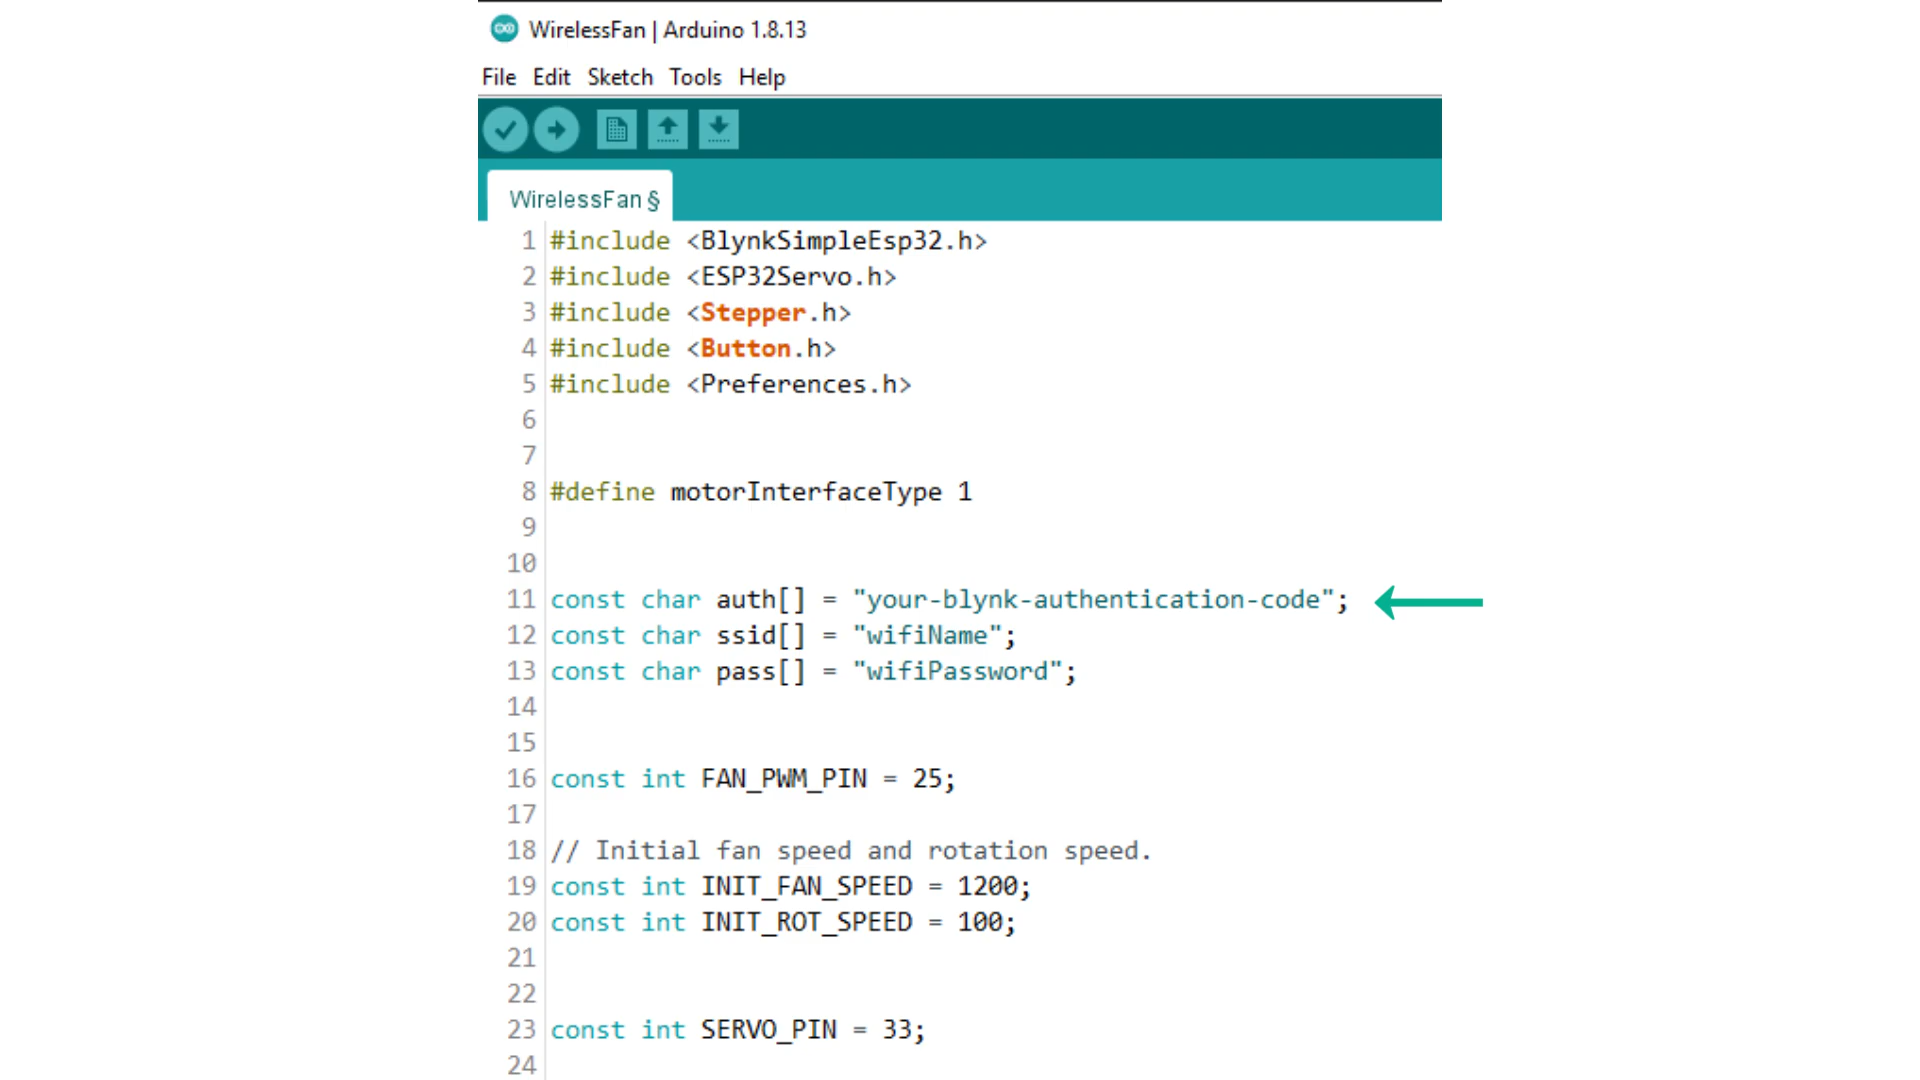 WirelessFan | Arduino 1.8.13
File Edit Sketch Tools Help
WirelessFan §
1 #include <BlynkSimpleEsp32.h>
2 #include <ESP32Servo.h>
3 #include <Stepper.h>
4 #include <Button.h>
5 #include <Preferences.h>
6
7
8 #define motorInterfaceType 1
9
10
11 const char auth[] = "your-blynk-authentication-code";
12 const char ssid[] = "wifiName";
13 const char pass[] = "wifiPassword";
14
15
16 const int FAN_PWM_PIN = 25;
17
18 // Initial fan speed and rotation speed.
19 const int INIT_FAN_SPEED = 1200;
20 const int INIT_ROT_SPEED = 100;
21
22
23 const int SERVO_PIN = 33;
24